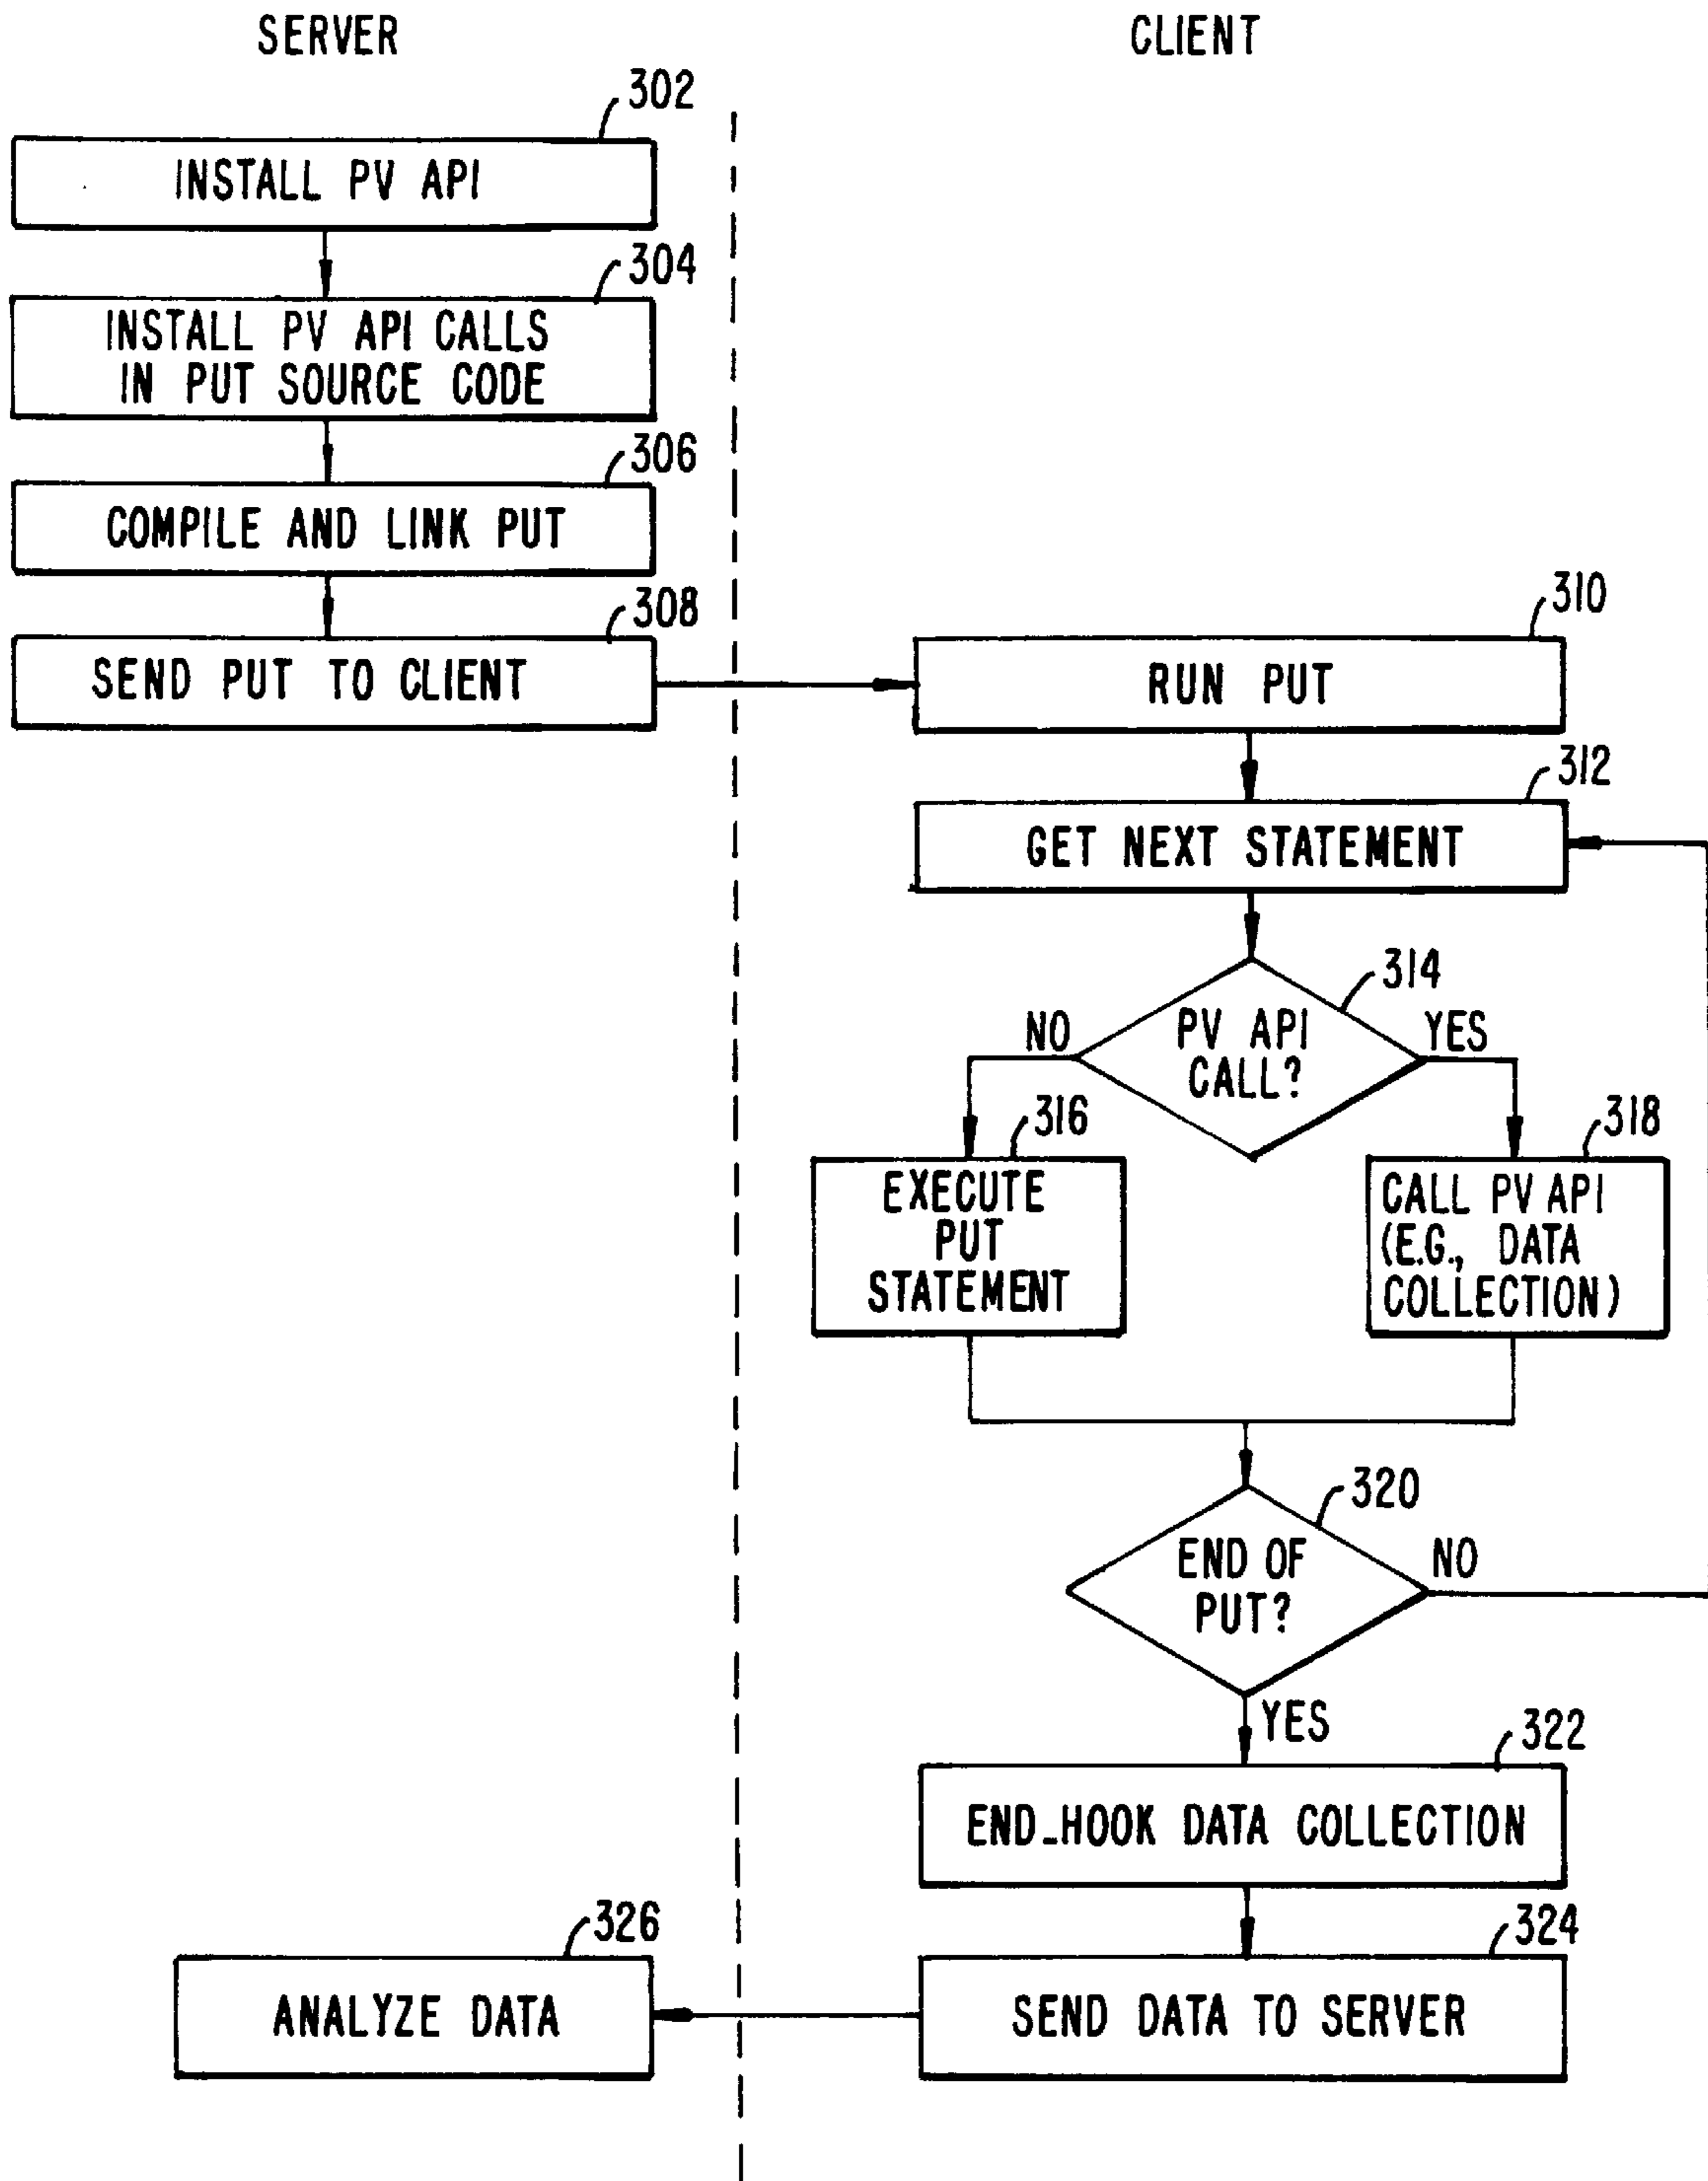 SERVER
CLIENT
302
INSTALL PV API
304
INSTALL PV API CALLS
IN PUT SOURCE CODE
306
COMPILE AND LINK PUT
308
SEND PUT TO CLIENT
310
RUN PUT
312
GET NEXT STATEMENT
314
NO
PV API
CALL?
YES
316
EXECUTE
PUT
STATEMENT
318
CALL PV API
(E.G., DATA
COLLECTION)
320
END OF
PUT?
NO
YES
322
END_HOOK DATA COLLECTION
324
SEND DATA TO SERVER
326
ANALYZE DATA